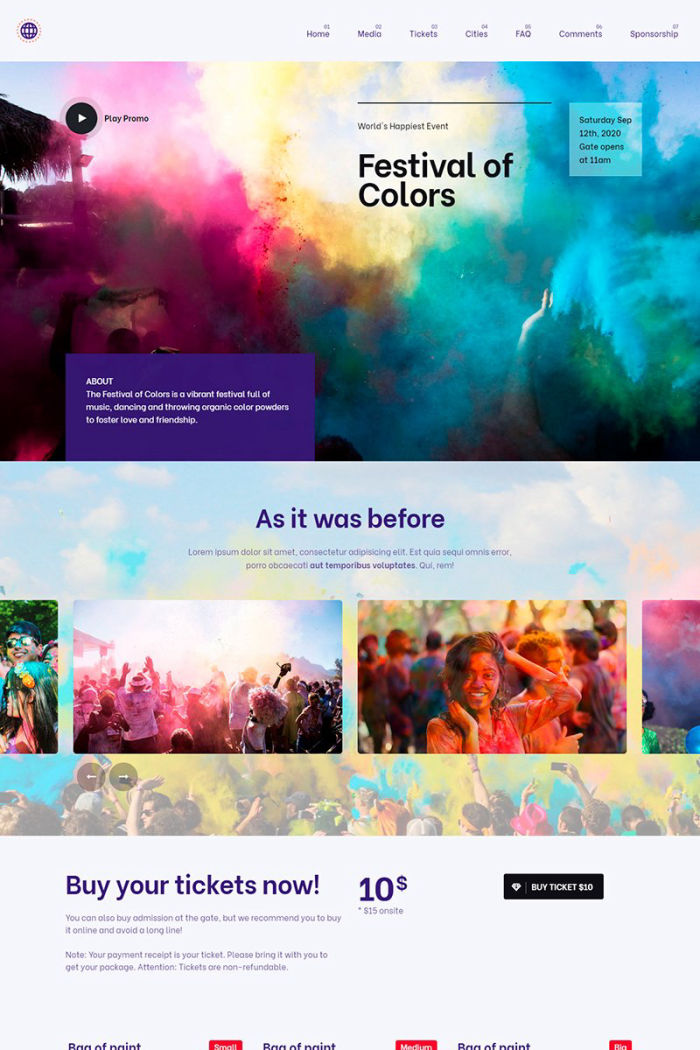 01 02 03 04 05 06 07
Home Media Tickets Cities FAQ Comments Sponsorship
Play Promo
World's Happiest Event
Festival of
Colors
Saturday Sep
12th, 2020
Gate opens
at 11am
ABOUT
The Festival of Colors is a vibrant festival full of
music, dancing and throwing organic color powders
to foster love and friendship.
As it was before
Lorem ipsum dolor sit amet, consectetur adipisicing elit. Est quia sequi omnis error,
porro obcaecati aut temporibus voluptates. Qui, rem!
Buy your tickets now!
You can also buy admission at the gate, but we recommend you to buy
it online and avoid a long line!
Note: Your payment receipt is your ticket. Please bring it with you to
get your package. Attention: Tickets are non-refundable.
10$
* $15 onsite
BUY TICKET $10
Bag of paint Small Bag of paint Medium Bag of paint Big